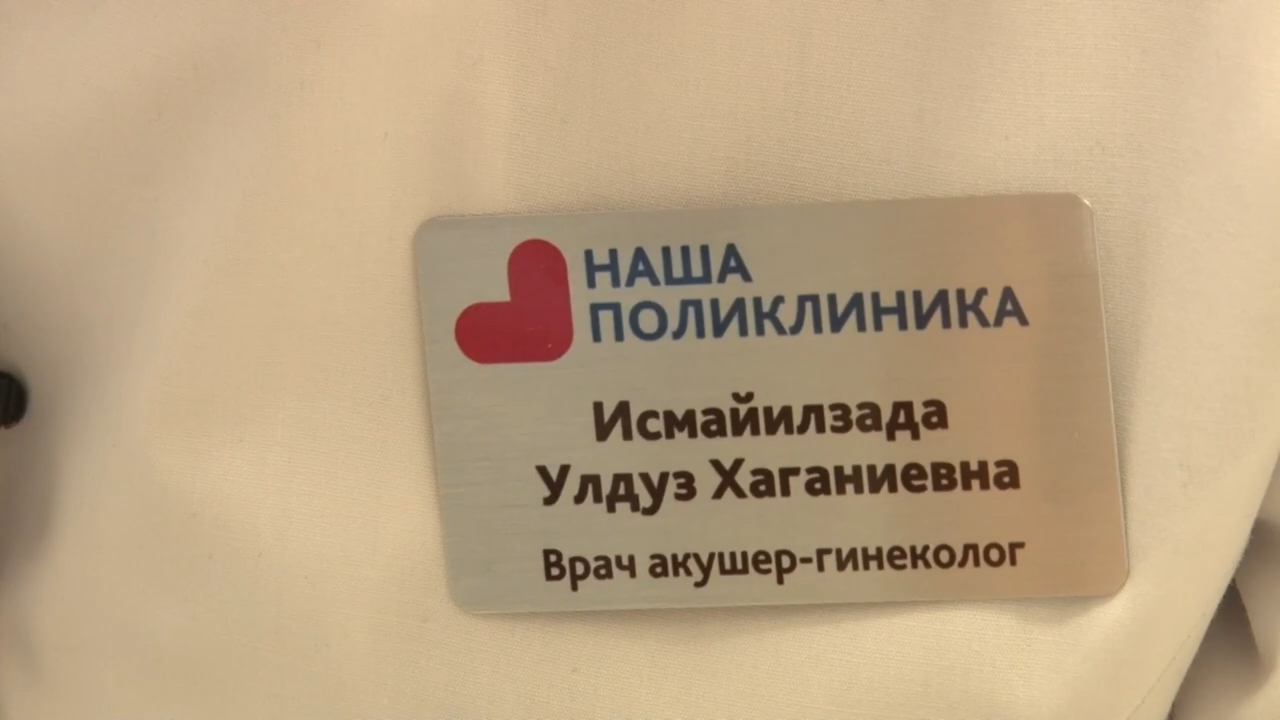 НАША
ПОЛИКЛИНИКА
Исмайилзада
Улдуз Хаганиевна
Врач акушер-гинеколог